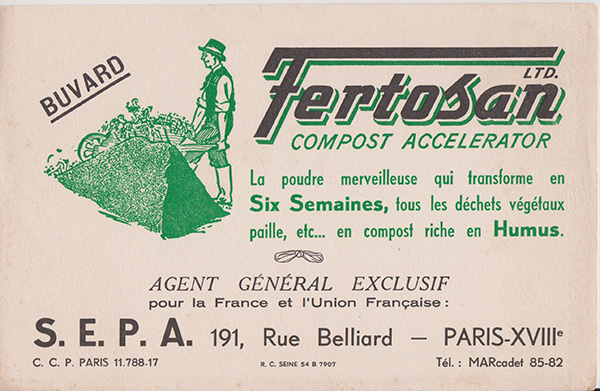 BUVARD
Fertosan LTD.
COMPOST ACCELERATOR
La poudre merveilleuse qui transforme en
Six Semaines, tous les déchets végétaux
paille, etc... en compost riche en Humus.
AGENT GÉNÉRAL EXCLUSIF
pour la France et l'Union Française :
S. E. P. A. 191, Rue Belliard — PARIS-XVIIIe
C. C. P. PARIS 11.788-17 R. C. SEINE 54 B 7907 Tél. : MARcadet 85-82